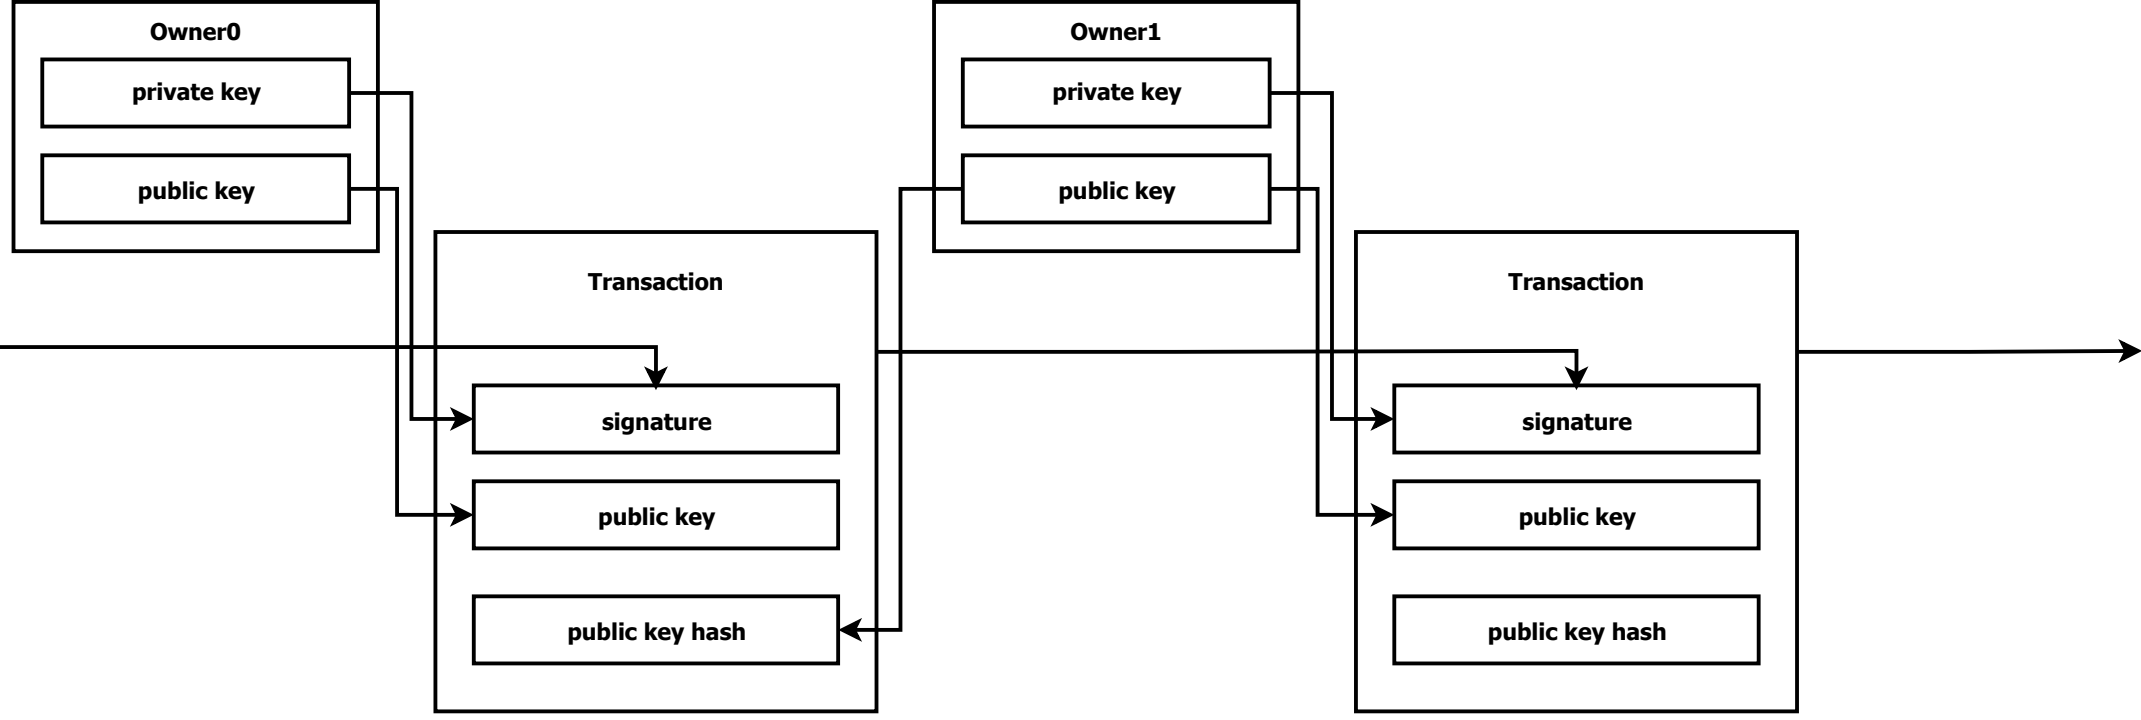 Owner0
private key
public key
Transaction
signature
public key
public key hash
Owner1
private key
public key
Transaction
signature
public key
public key hash